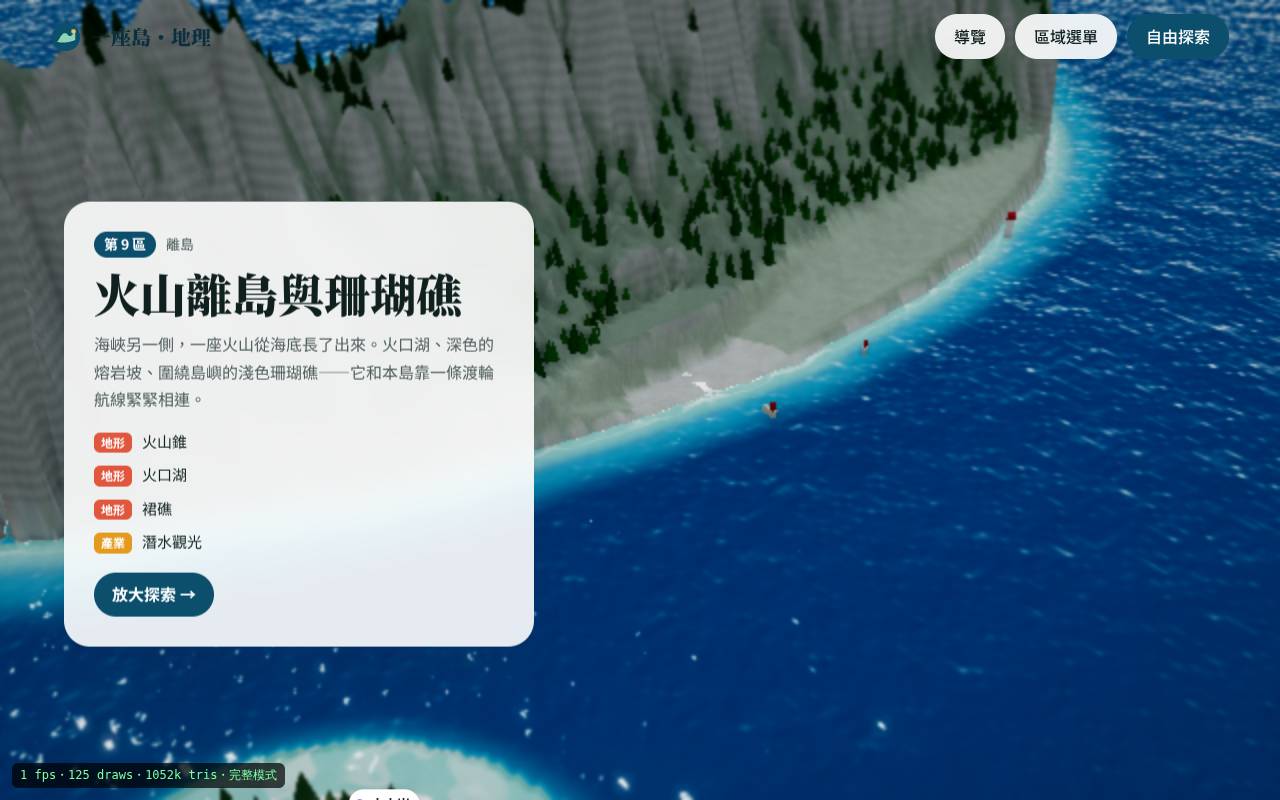 一座島・地理
導覽
區域選單
自由探索
第 9 區 離島
火山離島與珊瑚礁
海峽另一側，一座火山從海底長了出來。火口湖、深色的
熔岩坡、圍繞島嶼的淺色珊瑚礁——它和本島靠一條渡輪
航線緊緊相連。
地形 火山錐
地形 火口湖
地形 裙礁
產業 潛水觀光
放大探索 →
1 fps · 125 draws · 1052k tris · 完整模式